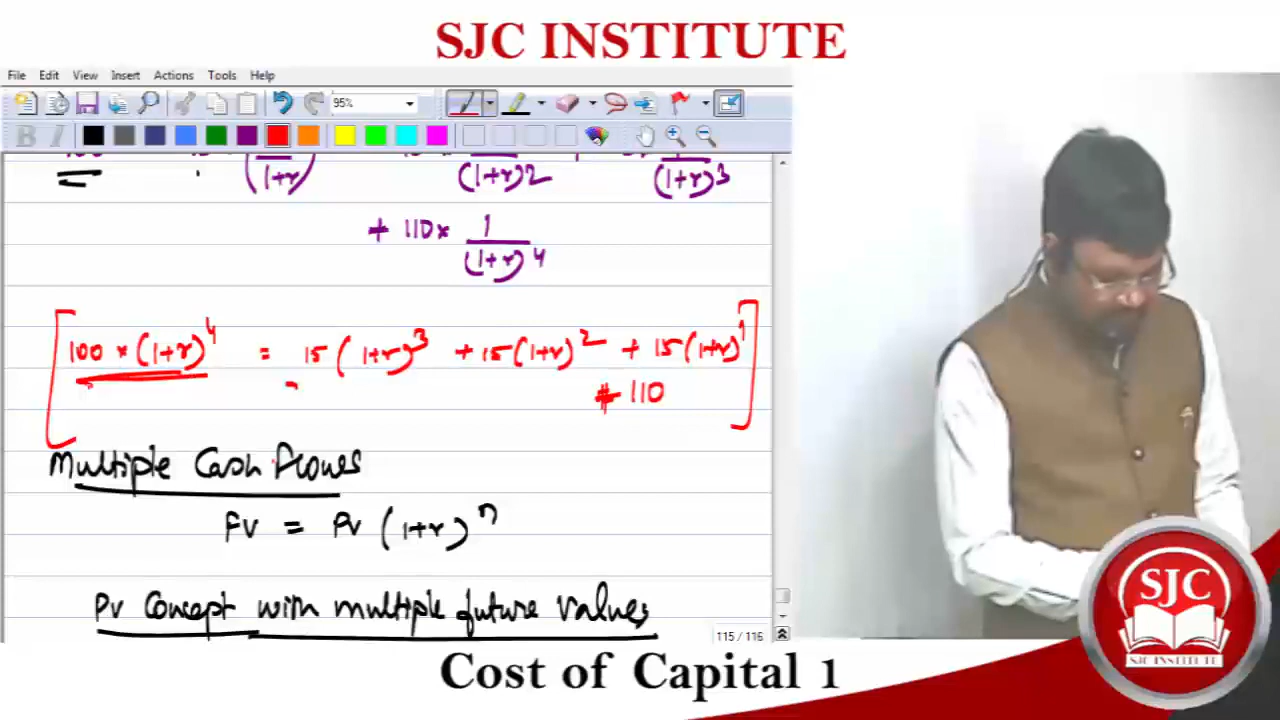 SJC INSTITUTE
File Edit View Insert Actions Tools Help
95%
B I
(1+r) (1+r)2 (1+r)3
+ 110 × 1
(1+r)4
100 × (1+r)4 = 15 (1+r)3 + 15 (1+r)2 + 15 (1+r)1
+ 110
Multiple Cash flows
FV = PV (1+r)n
PV Concept with multiple future Values
115 / 116
SJC
SJC INSTITUTE
Cost of Capital 1